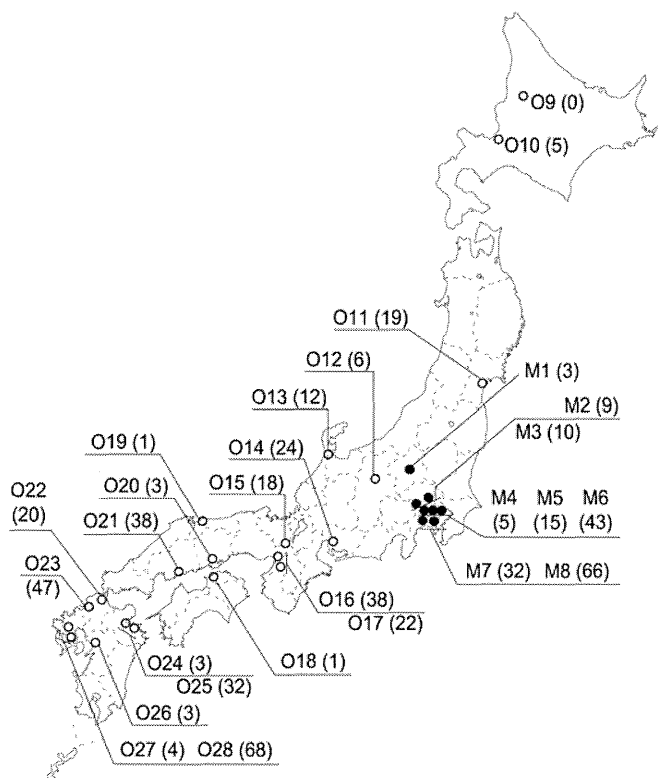 O9 (0)
O10 (5)
O11 (19)
O12 (6)
M1 (3)
O13 (12)
M2 (9)
M3 (10)
O19 (1)
O14 (24)
O20 (3)
O15 (18)
O22
(20)
M4 M5 M6
(5) (15) (43)
O21 (38)
O23
(47)
M7 (32) M8 (66)
O16 (38)
O17 (22)
O24 (3)
O18 (1)
O25 (32)
O26 (3)
O27 (4) O28 (68)